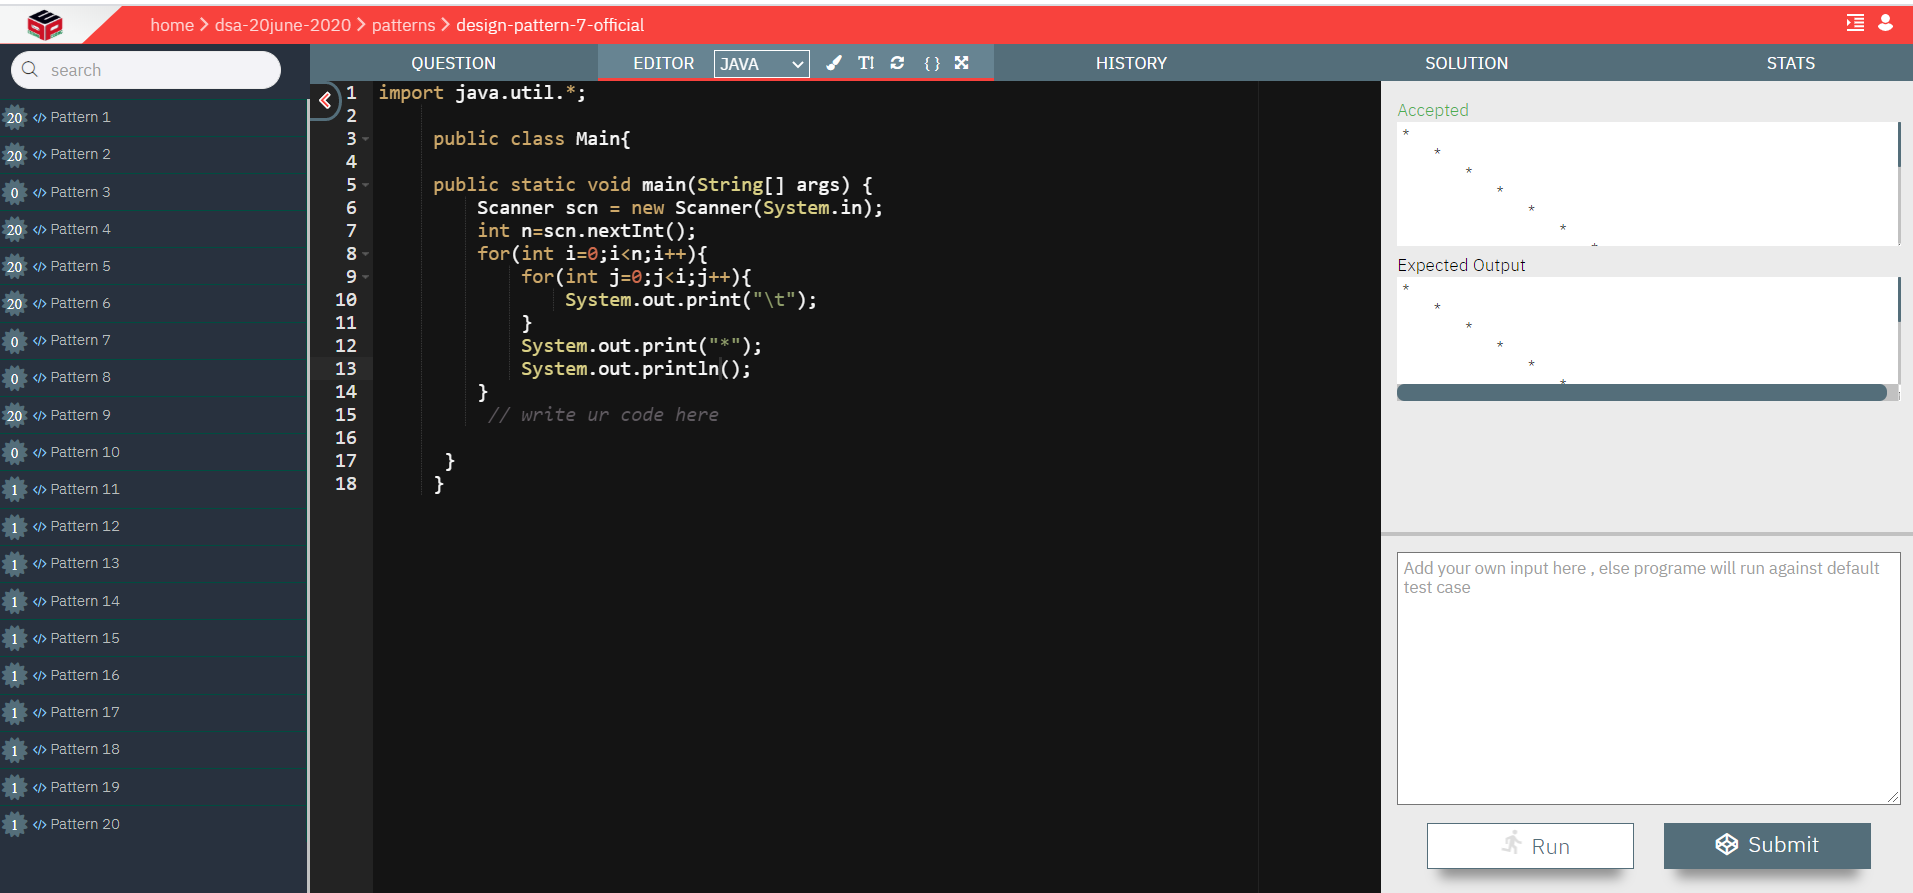 home > dsa-20june-2020 > patterns > design-pattern-7-official
search
QUESTION
EDITOR
JAVA
T!
{ }
HISTORY
SOLUTION
STATS
20 </> Pattern 1
20 </> Pattern 2
0 </> Pattern 3
20 </> Pattern 4
20 </> Pattern 5
20 </> Pattern 6
0 </> Pattern 7
0 </> Pattern 8
20 </> Pattern 9
0 </> Pattern 10
1 </> Pattern 11
1 </> Pattern 12
1 </> Pattern 13
1 </> Pattern 14
1 </> Pattern 15
1 </> Pattern 16
1 </> Pattern 17
1 </> Pattern 18
1 </> Pattern 19
1 </> Pattern 20
1 import java.util.*;
2
3 public class Main{
4
5 public static void main(String[] args) {
6 Scanner scn = new Scanner(System.in);
7 int n=scn.nextInt();
8 for(int i=0;i<n;i++){
9 for(int j=0;j<i;j++){
10 System.out.print("\t");
11 }
12 System.out.print("*");
13 System.out.println();
14 }
15 // write ur code here
16
17 }
18 }
Accepted
*
*
*
*
*
*
*
Expected Output
*
*
*
*
*
*
Add your own input here , else programe will run against default
test case
Run
Submit